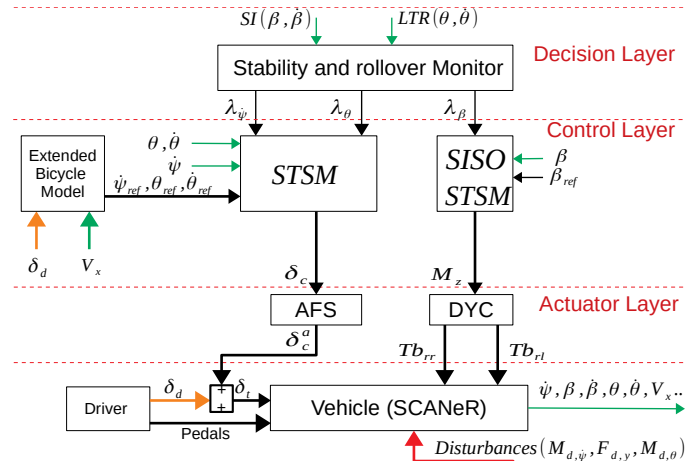 SI(β, β̇) LTR(θ, θ̇)
Stability and rollover Monitor
Decision Layer
λ_ψ̇ λ_θ λ_β
Control Layer
Extended Bicycle Model
θ, θ̇
ψ̇
ψ̇_ref, θ_ref, θ̇_ref
STSM
SISO
STSM
β
β_ref
δ_d V_x
δ_c M_z
AFS DYC Actuator Layer
δ_c^a Tb_rr Tb_rl
Driver
δ_d
+
+
δ_t
Pedals
Vehicle (SCANeR)
ψ̇, β, β̇, θ, θ̇, V_x..
Disturbances(M_d,ψ̇, F_d,y, M_d,θ)